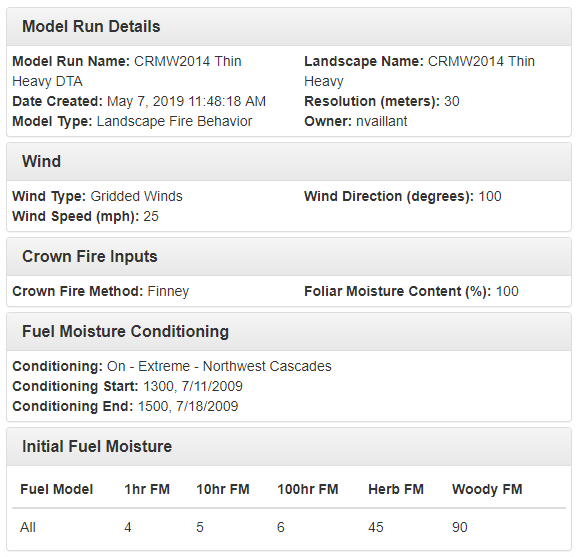 Model Run Details
Model Run Name: CRMW2014 Thin Heavy DTA
Landscape Name: CRMW2014 Thin Heavy
Date Created: May 7, 2019 11:48:18 AM
Resolution (meters): 30
Model Type: Landscape Fire Behavior
Owner: nvaillant
Wind
Wind Type: Gridded Winds
Wind Direction (degrees): 100
Wind Speed (mph): 25
Crown Fire Inputs
Crown Fire Method: Finney
Foliar Moisture Content (%): 100
Fuel Moisture Conditioning
Conditioning: On - Extreme - Northwest Cascades
Conditioning Start: 1300, 7/11/2009
Conditioning End: 1500, 7/18/2009
Initial Fuel Moisture
Fuel Model 1hr FM 10hr FM 100hr FM Herb FM Woody FM
All 4 5 6 45 90